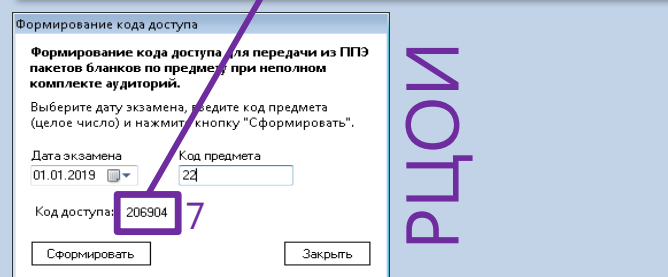 Формирование кода доступа
Формирование кода доступа для передачи из ППЭ
пакетов бланков по предмету при неполном
комплекте аудиторий.
Выберите дату экзамена, введите код предмета
(целое число) и нажмите кнопку "Сформировать".
Дата экзамена Код предмета
01.01.2019 22
Код доступа: 206904 7
Сформировать Закрыть
РЦОИ